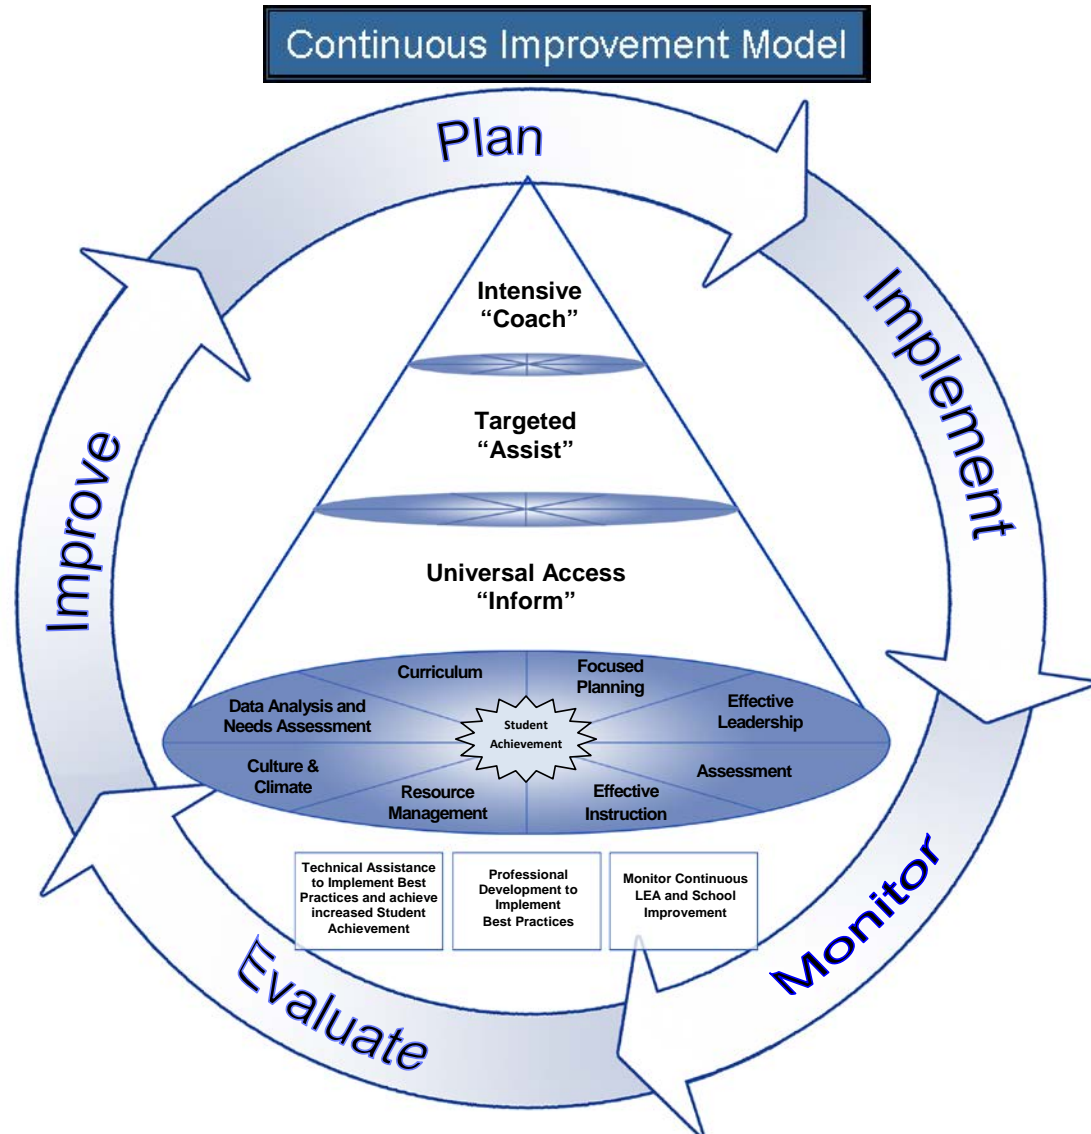 Continuous Improvement Model
Plan
Implement
Monitor
Evaluate
Improve
Intensive
“Coach”
Targeted
“Assist”
Universal Access
“Inform”
Curriculum
Focused
Planning
Data Analysis and
Needs Assessment
Effective
Leadership
Student
Achievement
Culture &
Climate
Assessment
Resource
Management
Effective
Instruction
Technical Assistance
to Implement Best
Practices and achieve
increased Student
Achievement
Professional
Development to
Implement
Best Practices
Monitor Continuous
LEA and School
Improvement